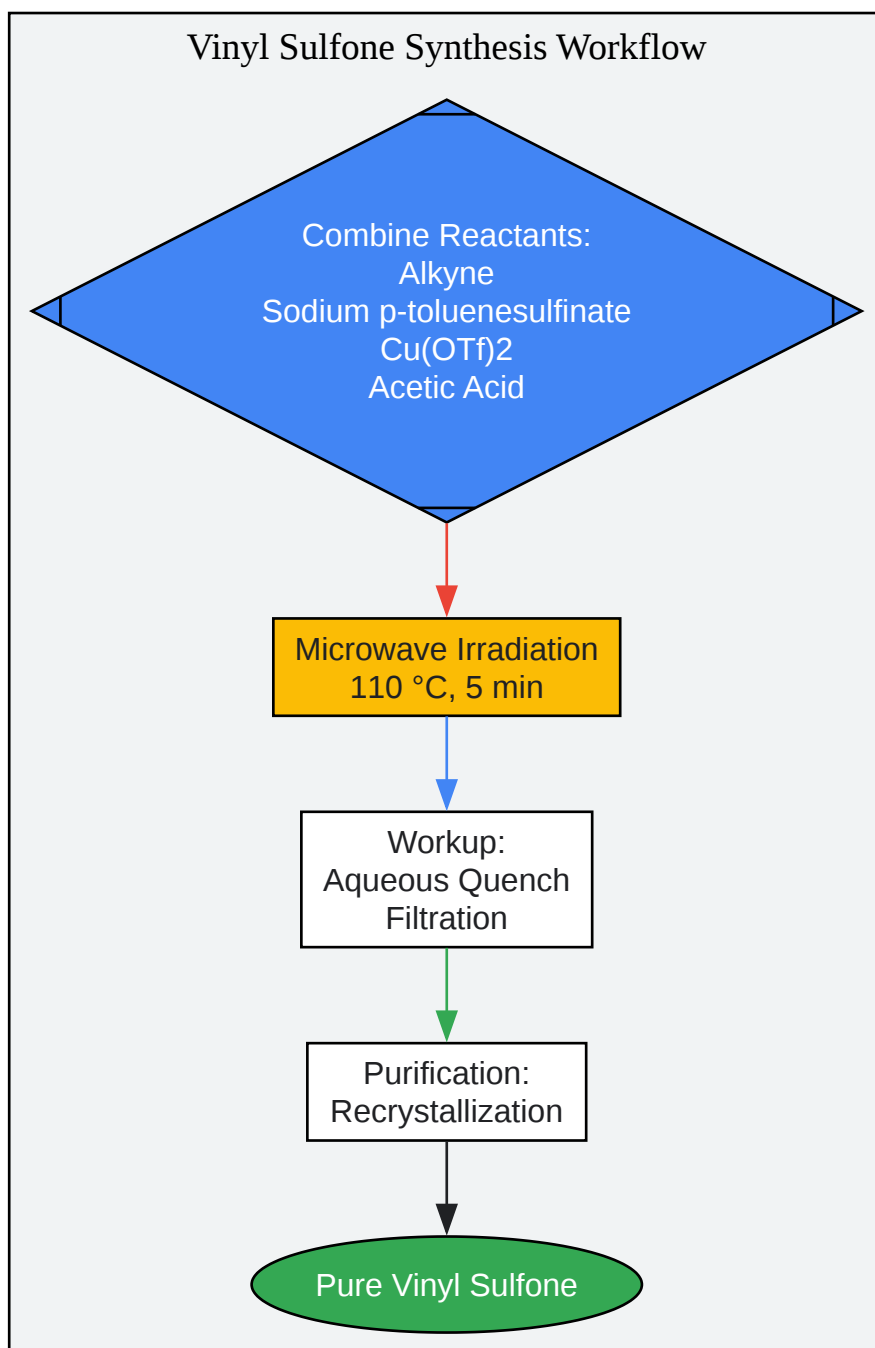 Vinyl Sulfone Synthesis Workflow
Combine Reactants:
Alkyne
Sodium p-toluenesulfinate
Cu(OTf)2
Acetic Acid
Microwave Irradiation
110 °C, 5 min
Workup:
Aqueous Quench
Filtration
Purification:
Recrystallization
Pure Vinyl Sulfone